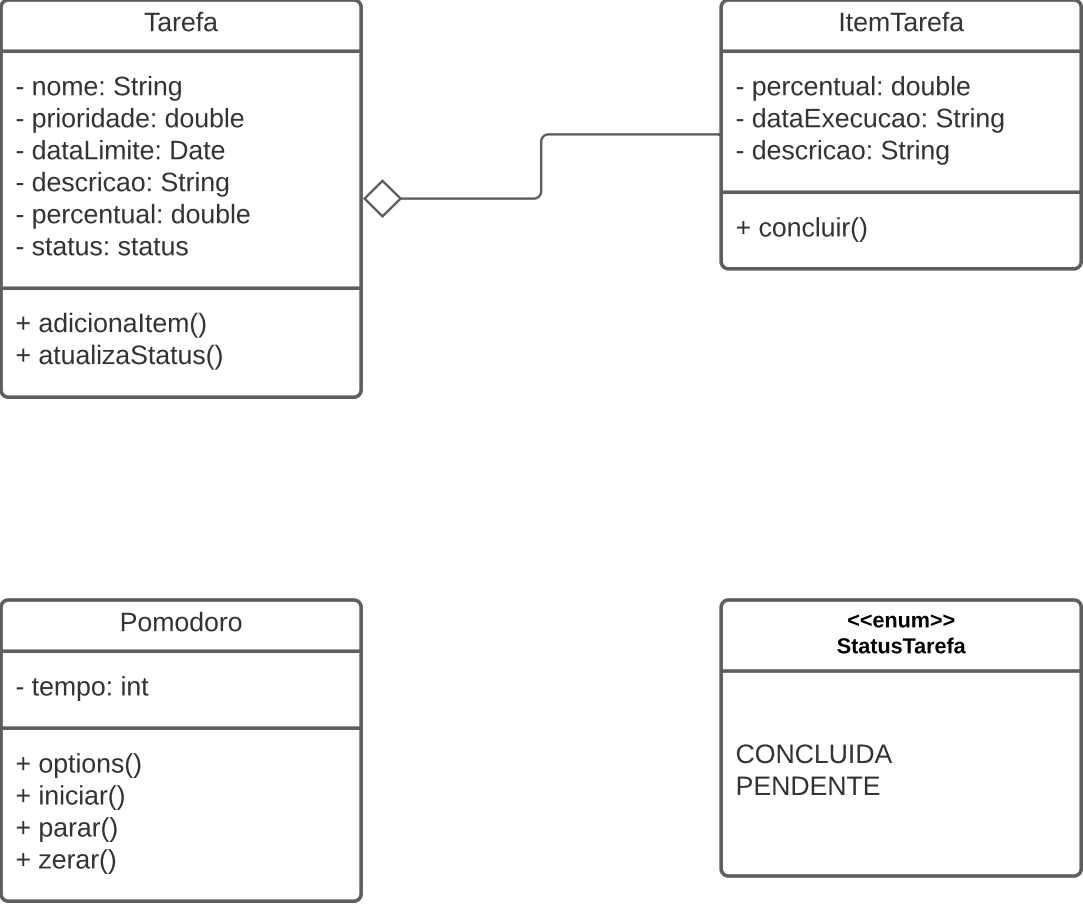 Tarefa
- nome: String
- prioridade: double
- dataLimite: Date
- descricao: String
- percentual: double
- status: status
+ adicionaItem()
+ atualizaStatus()
ItemTarefa
- percentual: double
- dataExecucao: String
- descricao: String
+ concluir()
Pomodoro
- tempo: int
+ options()
+ iniciar()
+ parar()
+ zerar()
<<enum>>
StatusTarefa
CONCLUIDA
PENDENTE